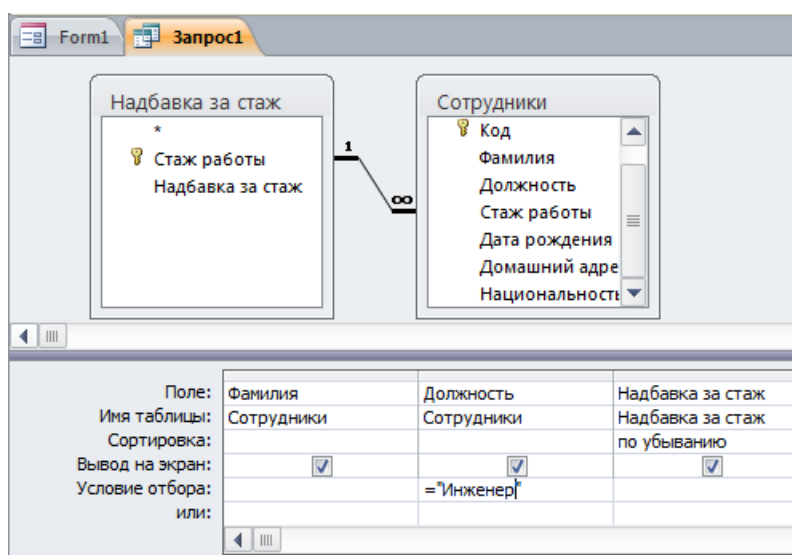 Form1 Запрос1
Надбавка за стаж
*
Стаж работы
Надбавка за стаж
1
∞
Сотрудники
Код
Фамилия
Должность
Стаж работы
Дата рождения
Домашний адре
Национальность
Поле: Фамилия Должность Надбавка за стаж
Имя таблицы: Сотрудники Сотрудники Надбавка за стаж
Сортировка: по убыванию
Вывод на экран:
Условие отбора: ="Инженер"
или: